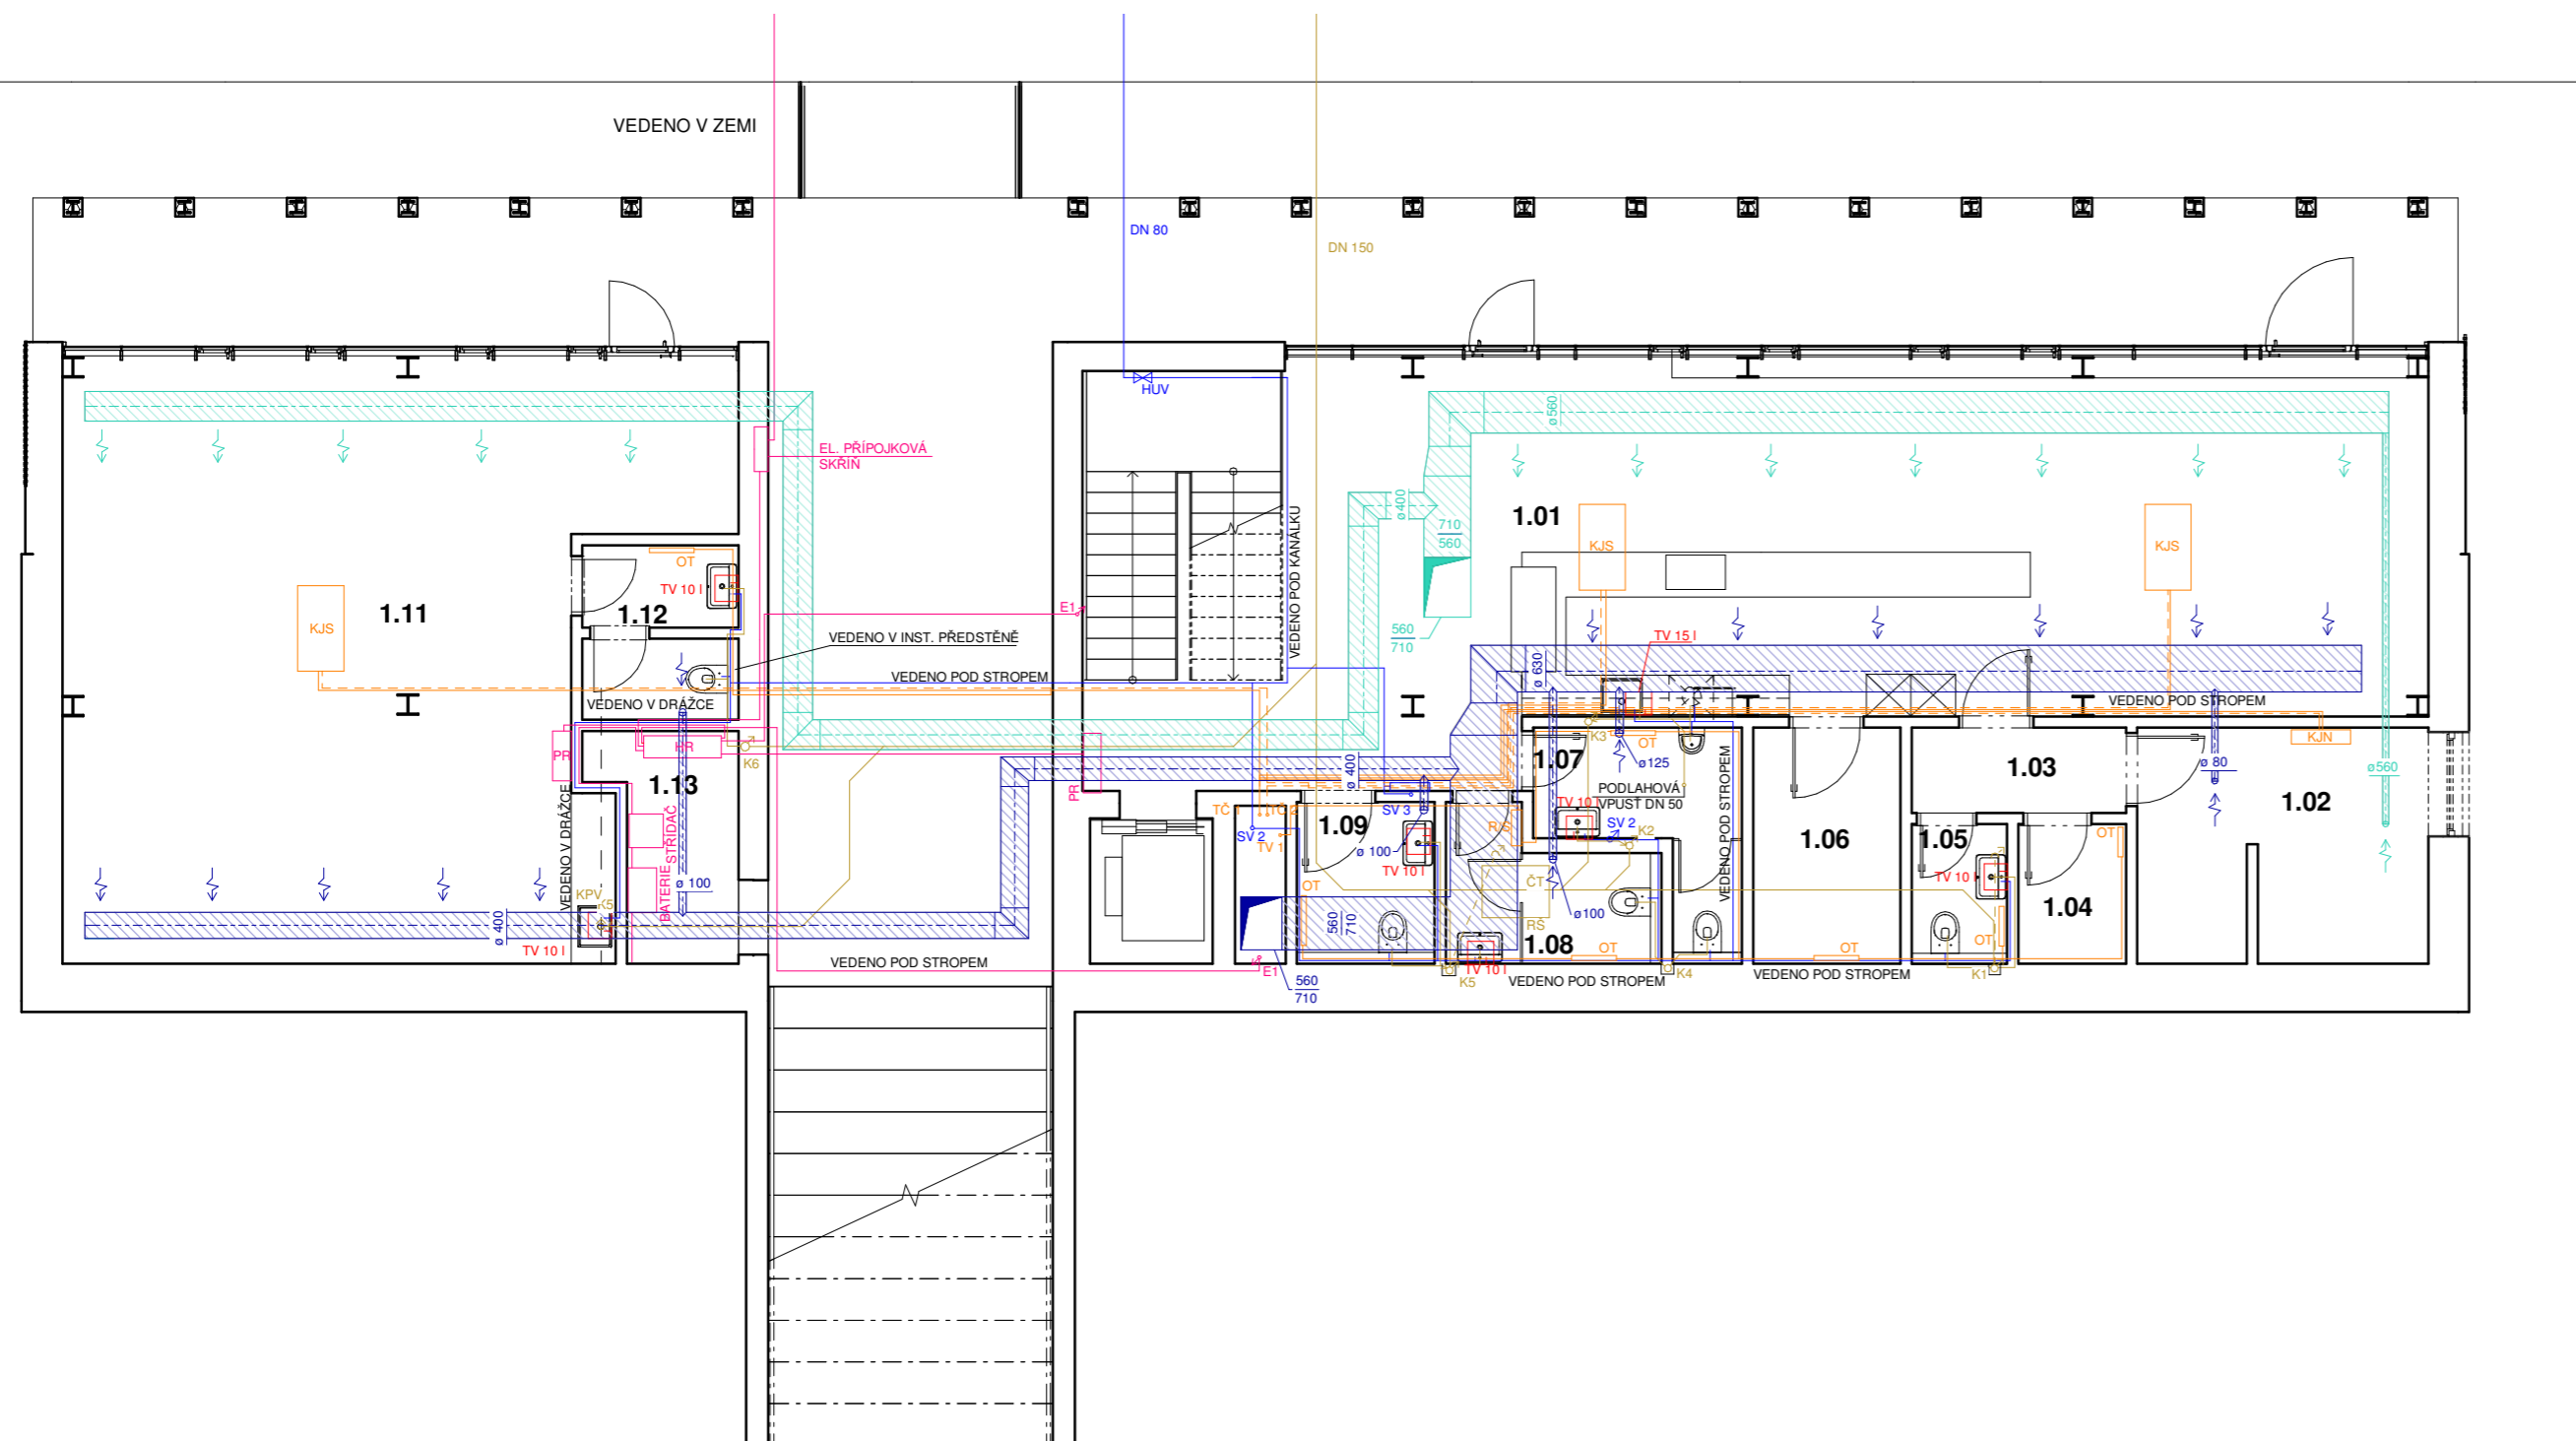 VEDENO V ZEMI
DN 80
DN 150
HUV
EL. PŘÍPOJKOVÁ
SKŘÍŇ
ø560
ø400
710
560
560
710
1.01
KJS
KJS
VEDENO POD KANÁLKU
1.11
KJS
OT
TV 10 l
1.12
E1
VEDENO V INST. PŘEDSTĚNĚ
VEDENO POD STROPEM
VEDENO V DRÁŽCE
TV 15 l
ø 630
VEDENO POD STROPEM
HR
PR
K6
1.13
PR
ø 400
K3
OT
1.07
ø125
PODLAHOVÁ
VPUSŤ DN 50
VEDENO POD STROPEM
1.03
ø 80
KJN
ø560
1.02
VEDENO V DRÁŽCE
STŘÍDAČ
BATERIE
ø 100
KPV
K5
ø 400
TV 10 l
TČ 1
TČ 2
SV 2
TV 1
1.09
SV 3
ø 100
TV 10 l
OT
R/S
TV 10 l
SV 2
K2
1.06
1.05
TV 10 l
OT
1.04
OT
560
710
ČT
RŠ
ø100
1.08
OT
OT
TV 10 l
K5
K4
K1
VEDENO POD STROPEM
E1
560
710
VEDENO POD STROPEM
VEDENO POD STROPEM